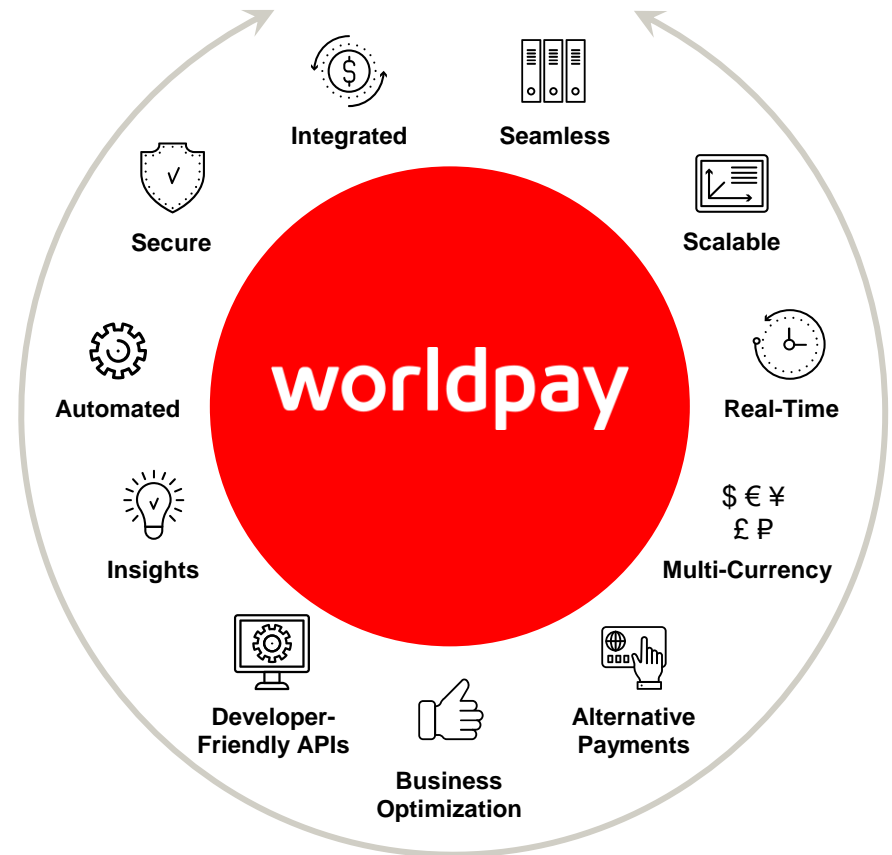 Integrated
Seamless
Secure
Scalable
worldpay
Automated
Real-Time
$ € ¥
£ ₽
Insights
Multi-Currency
Developer-
Friendly APIs
Alternative
Payments
Business
Optimization